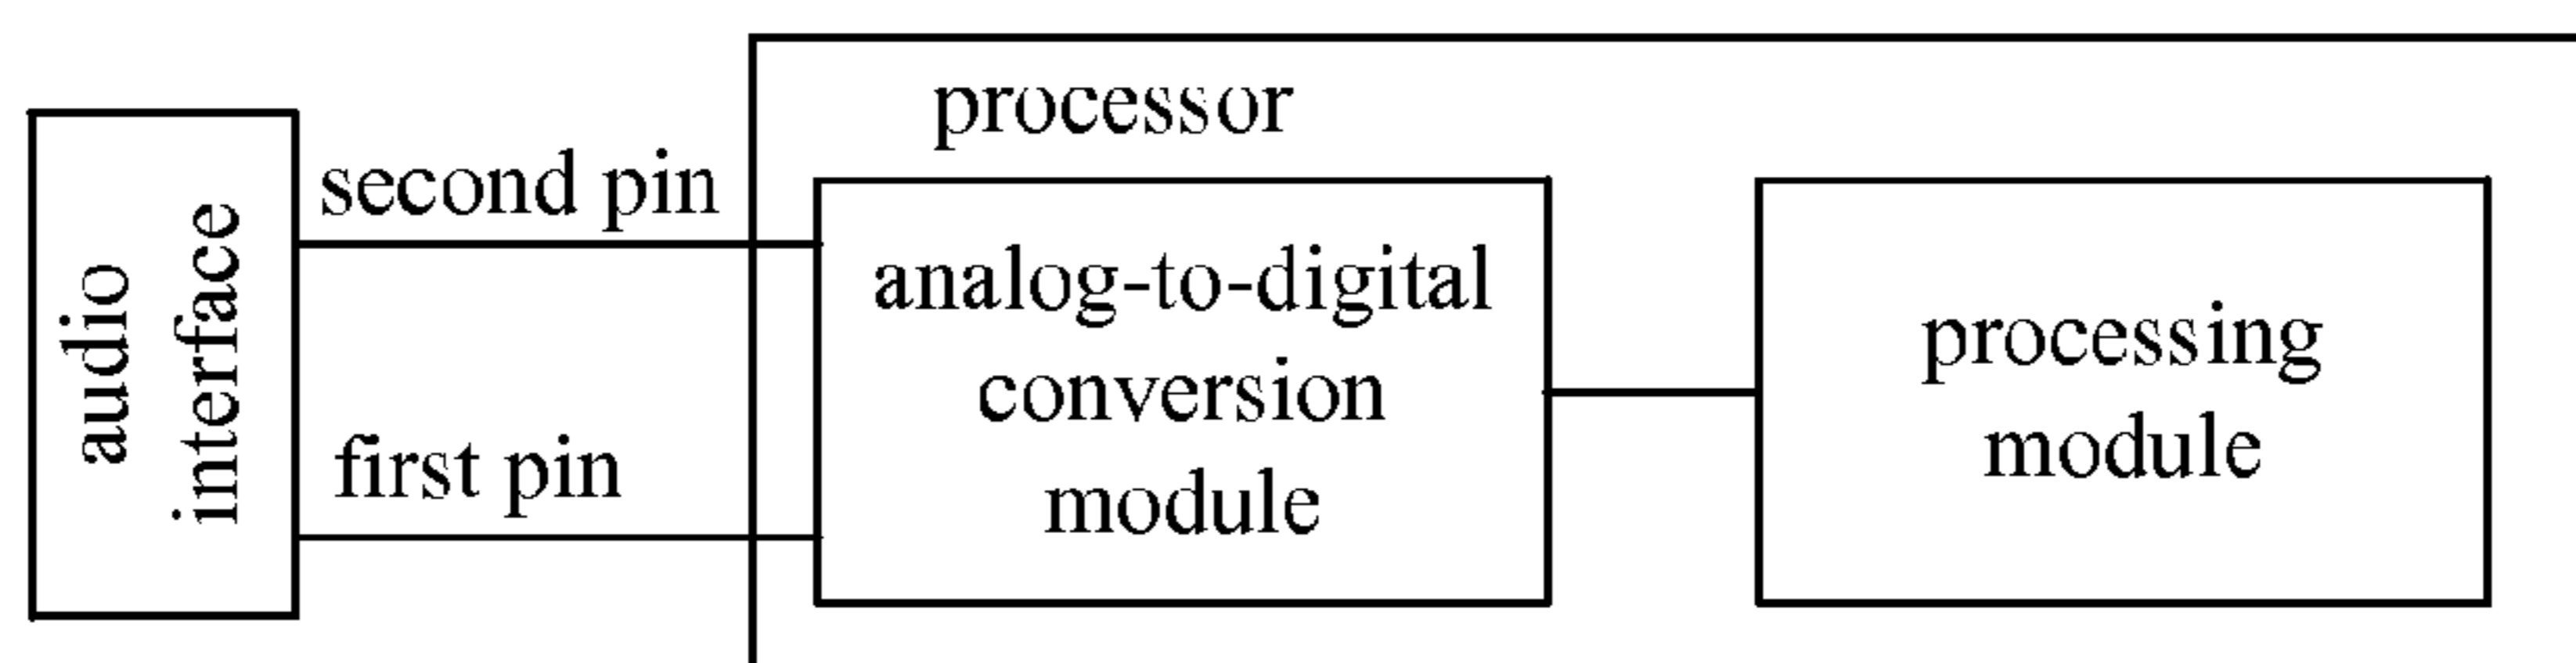 processor
audio
interface
second pin
first pin
analog-to-digital
conversion
module
processing
module